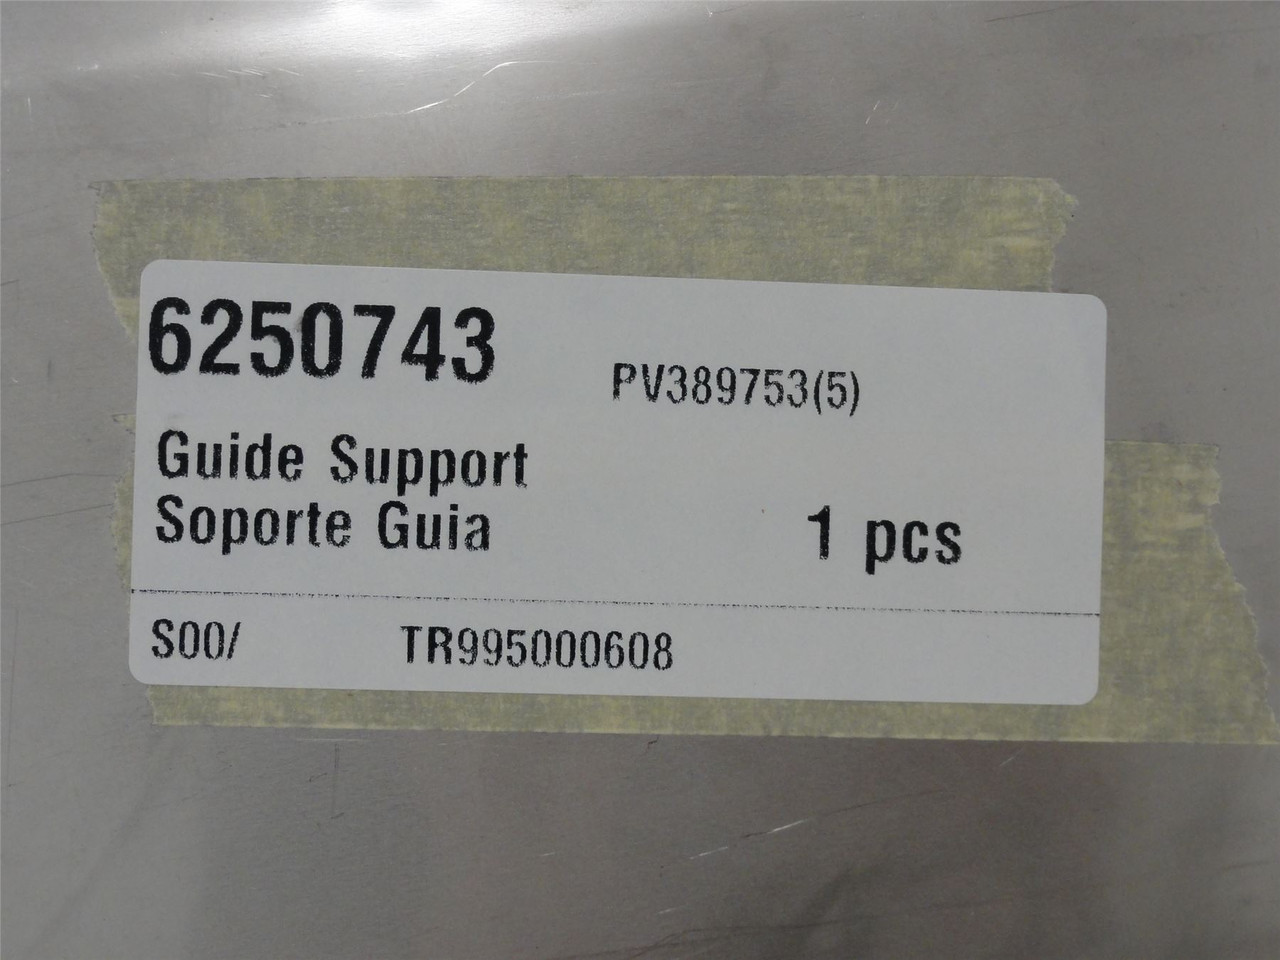 6250743
PV389753(5)
Guide Support
Soporte Guia
1 pcs
S00/
TR995000608